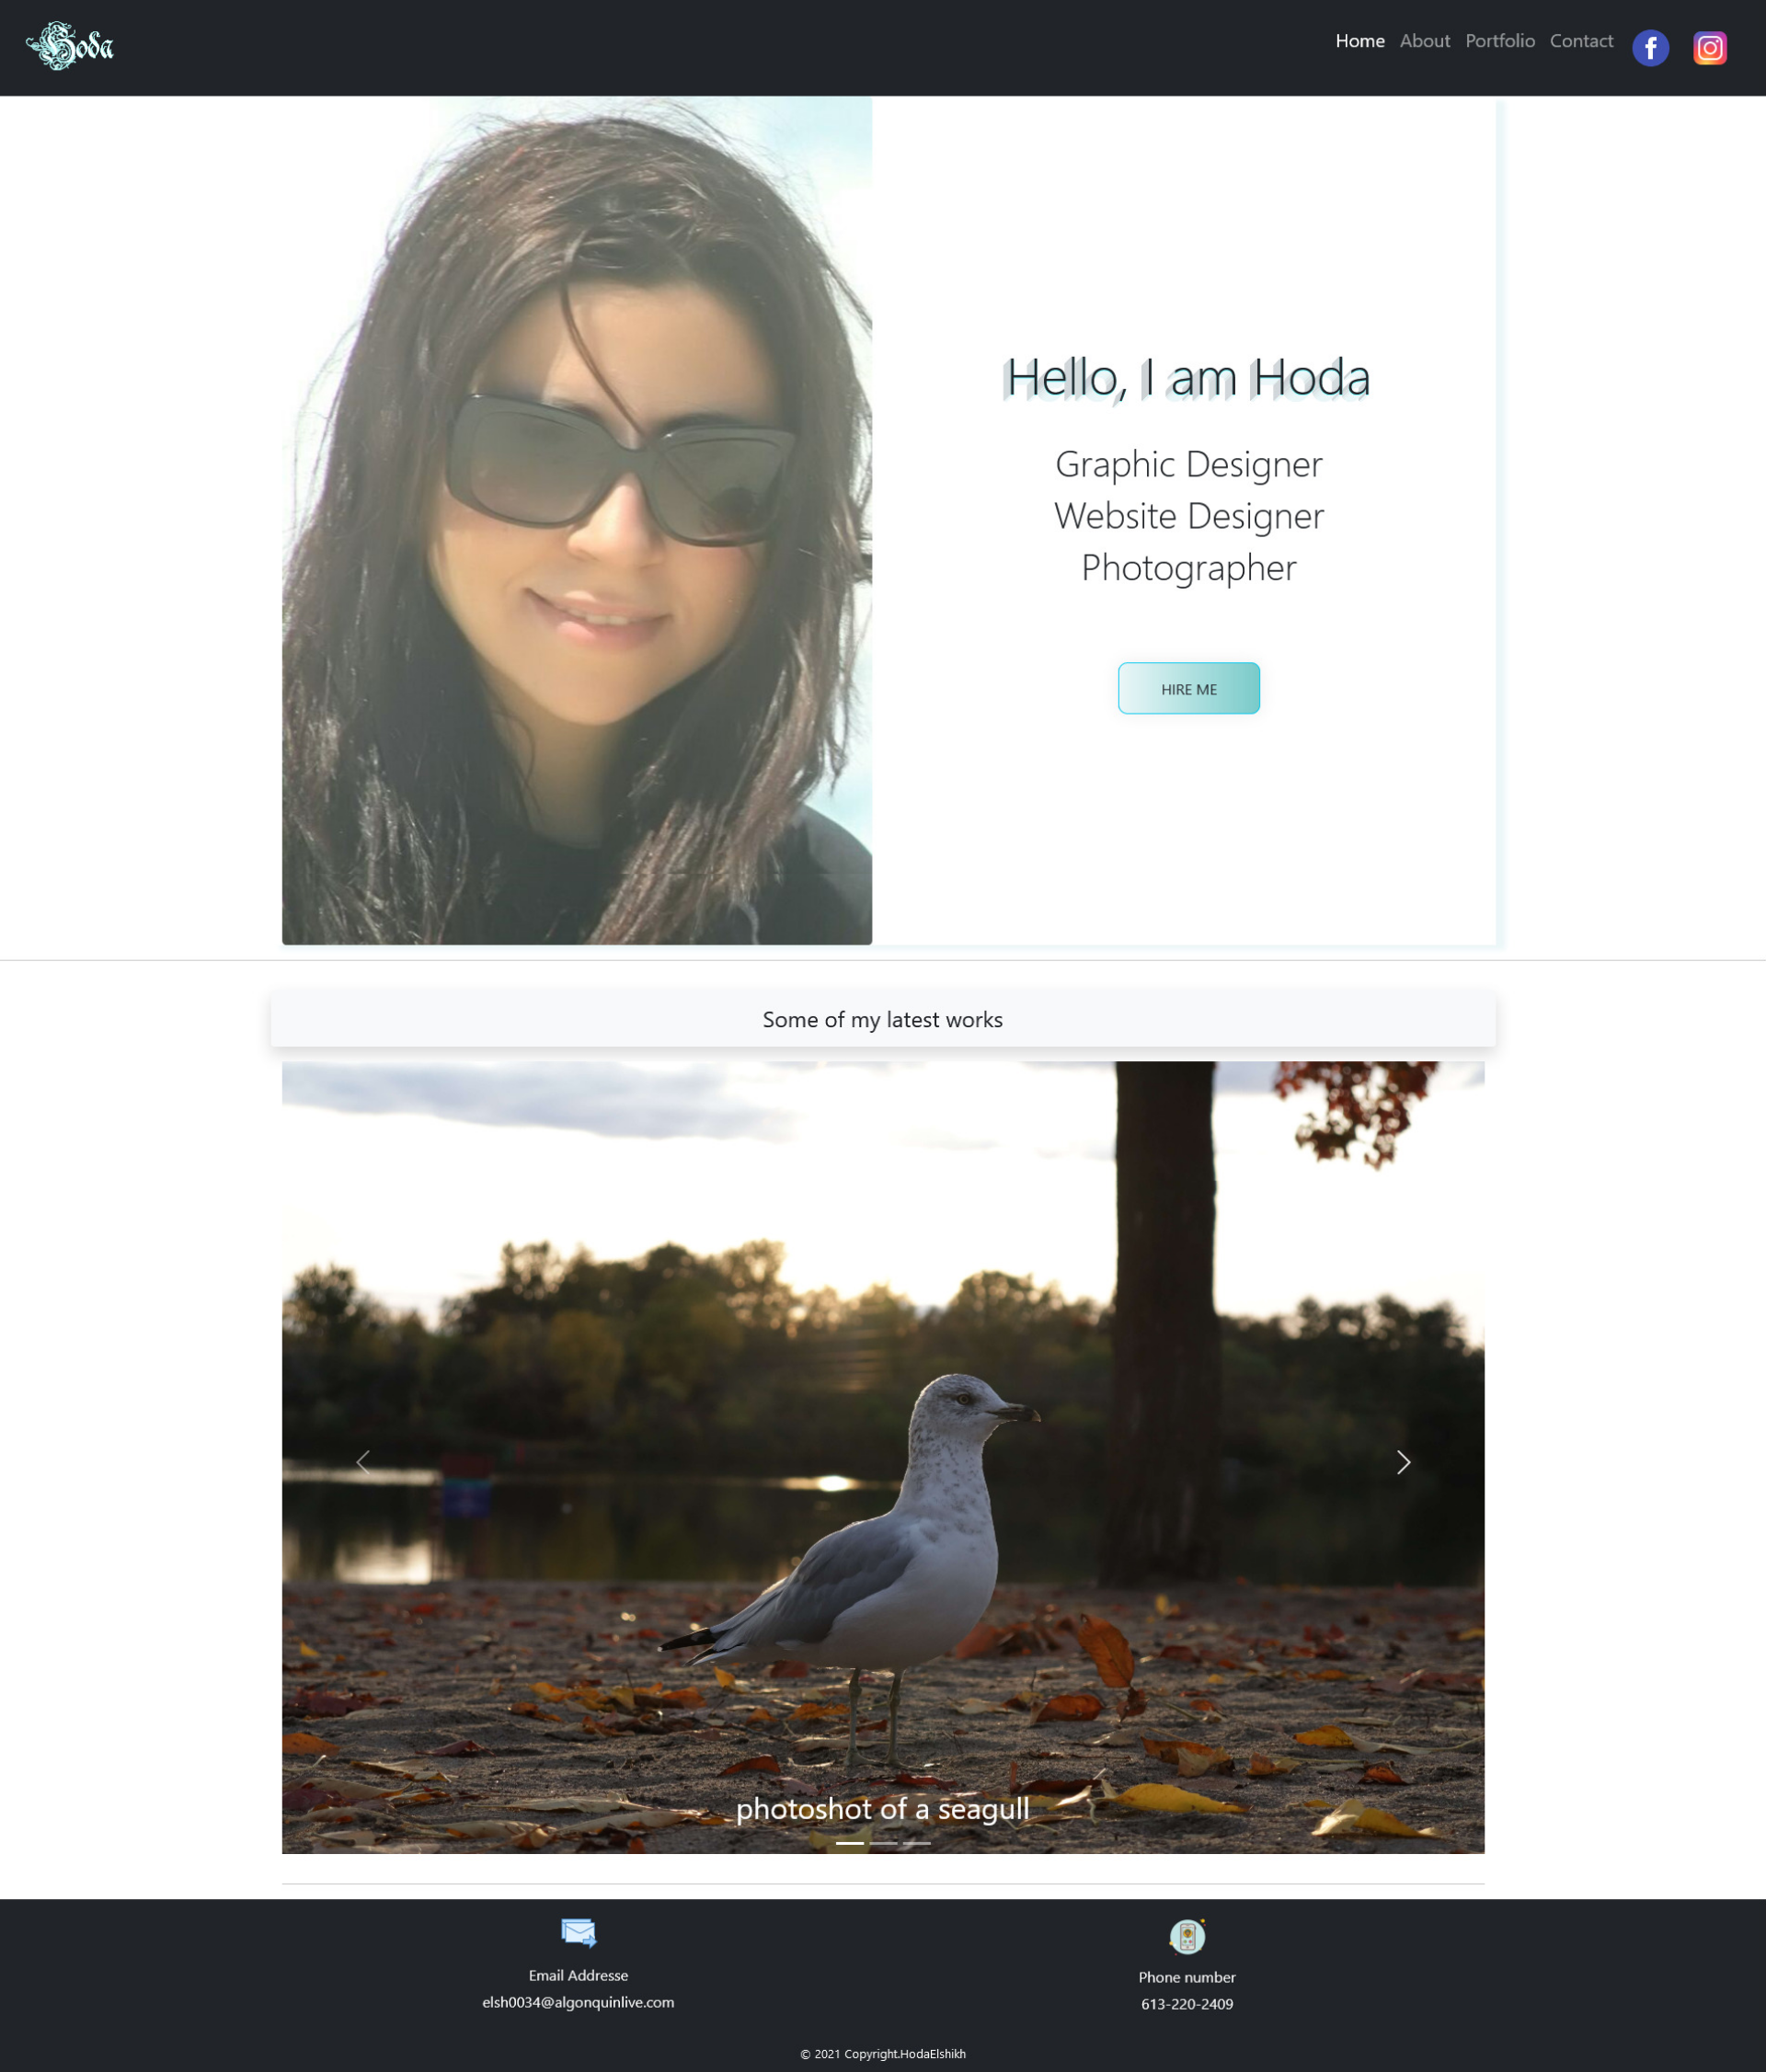 Hoda
Home About Portfolio Contact
Hello, I am Hoda
Graphic Designer
Website Designer
Photographer
HIRE ME
Some of my latest works
photoshot of a seagull
Email Addresse
elsh0034@algonquinlive.com
Phone number
613-220-2409
© 2021 Copyright.HodaElshikh